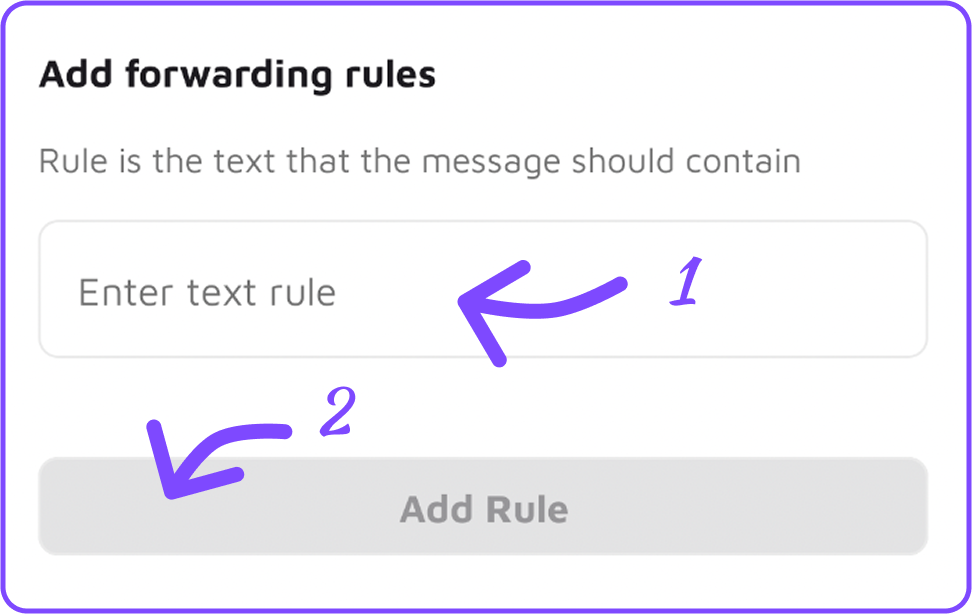 Add forwarding rules
Rule is the text that the message should contain
Enter text rule
1
2
Add Rule